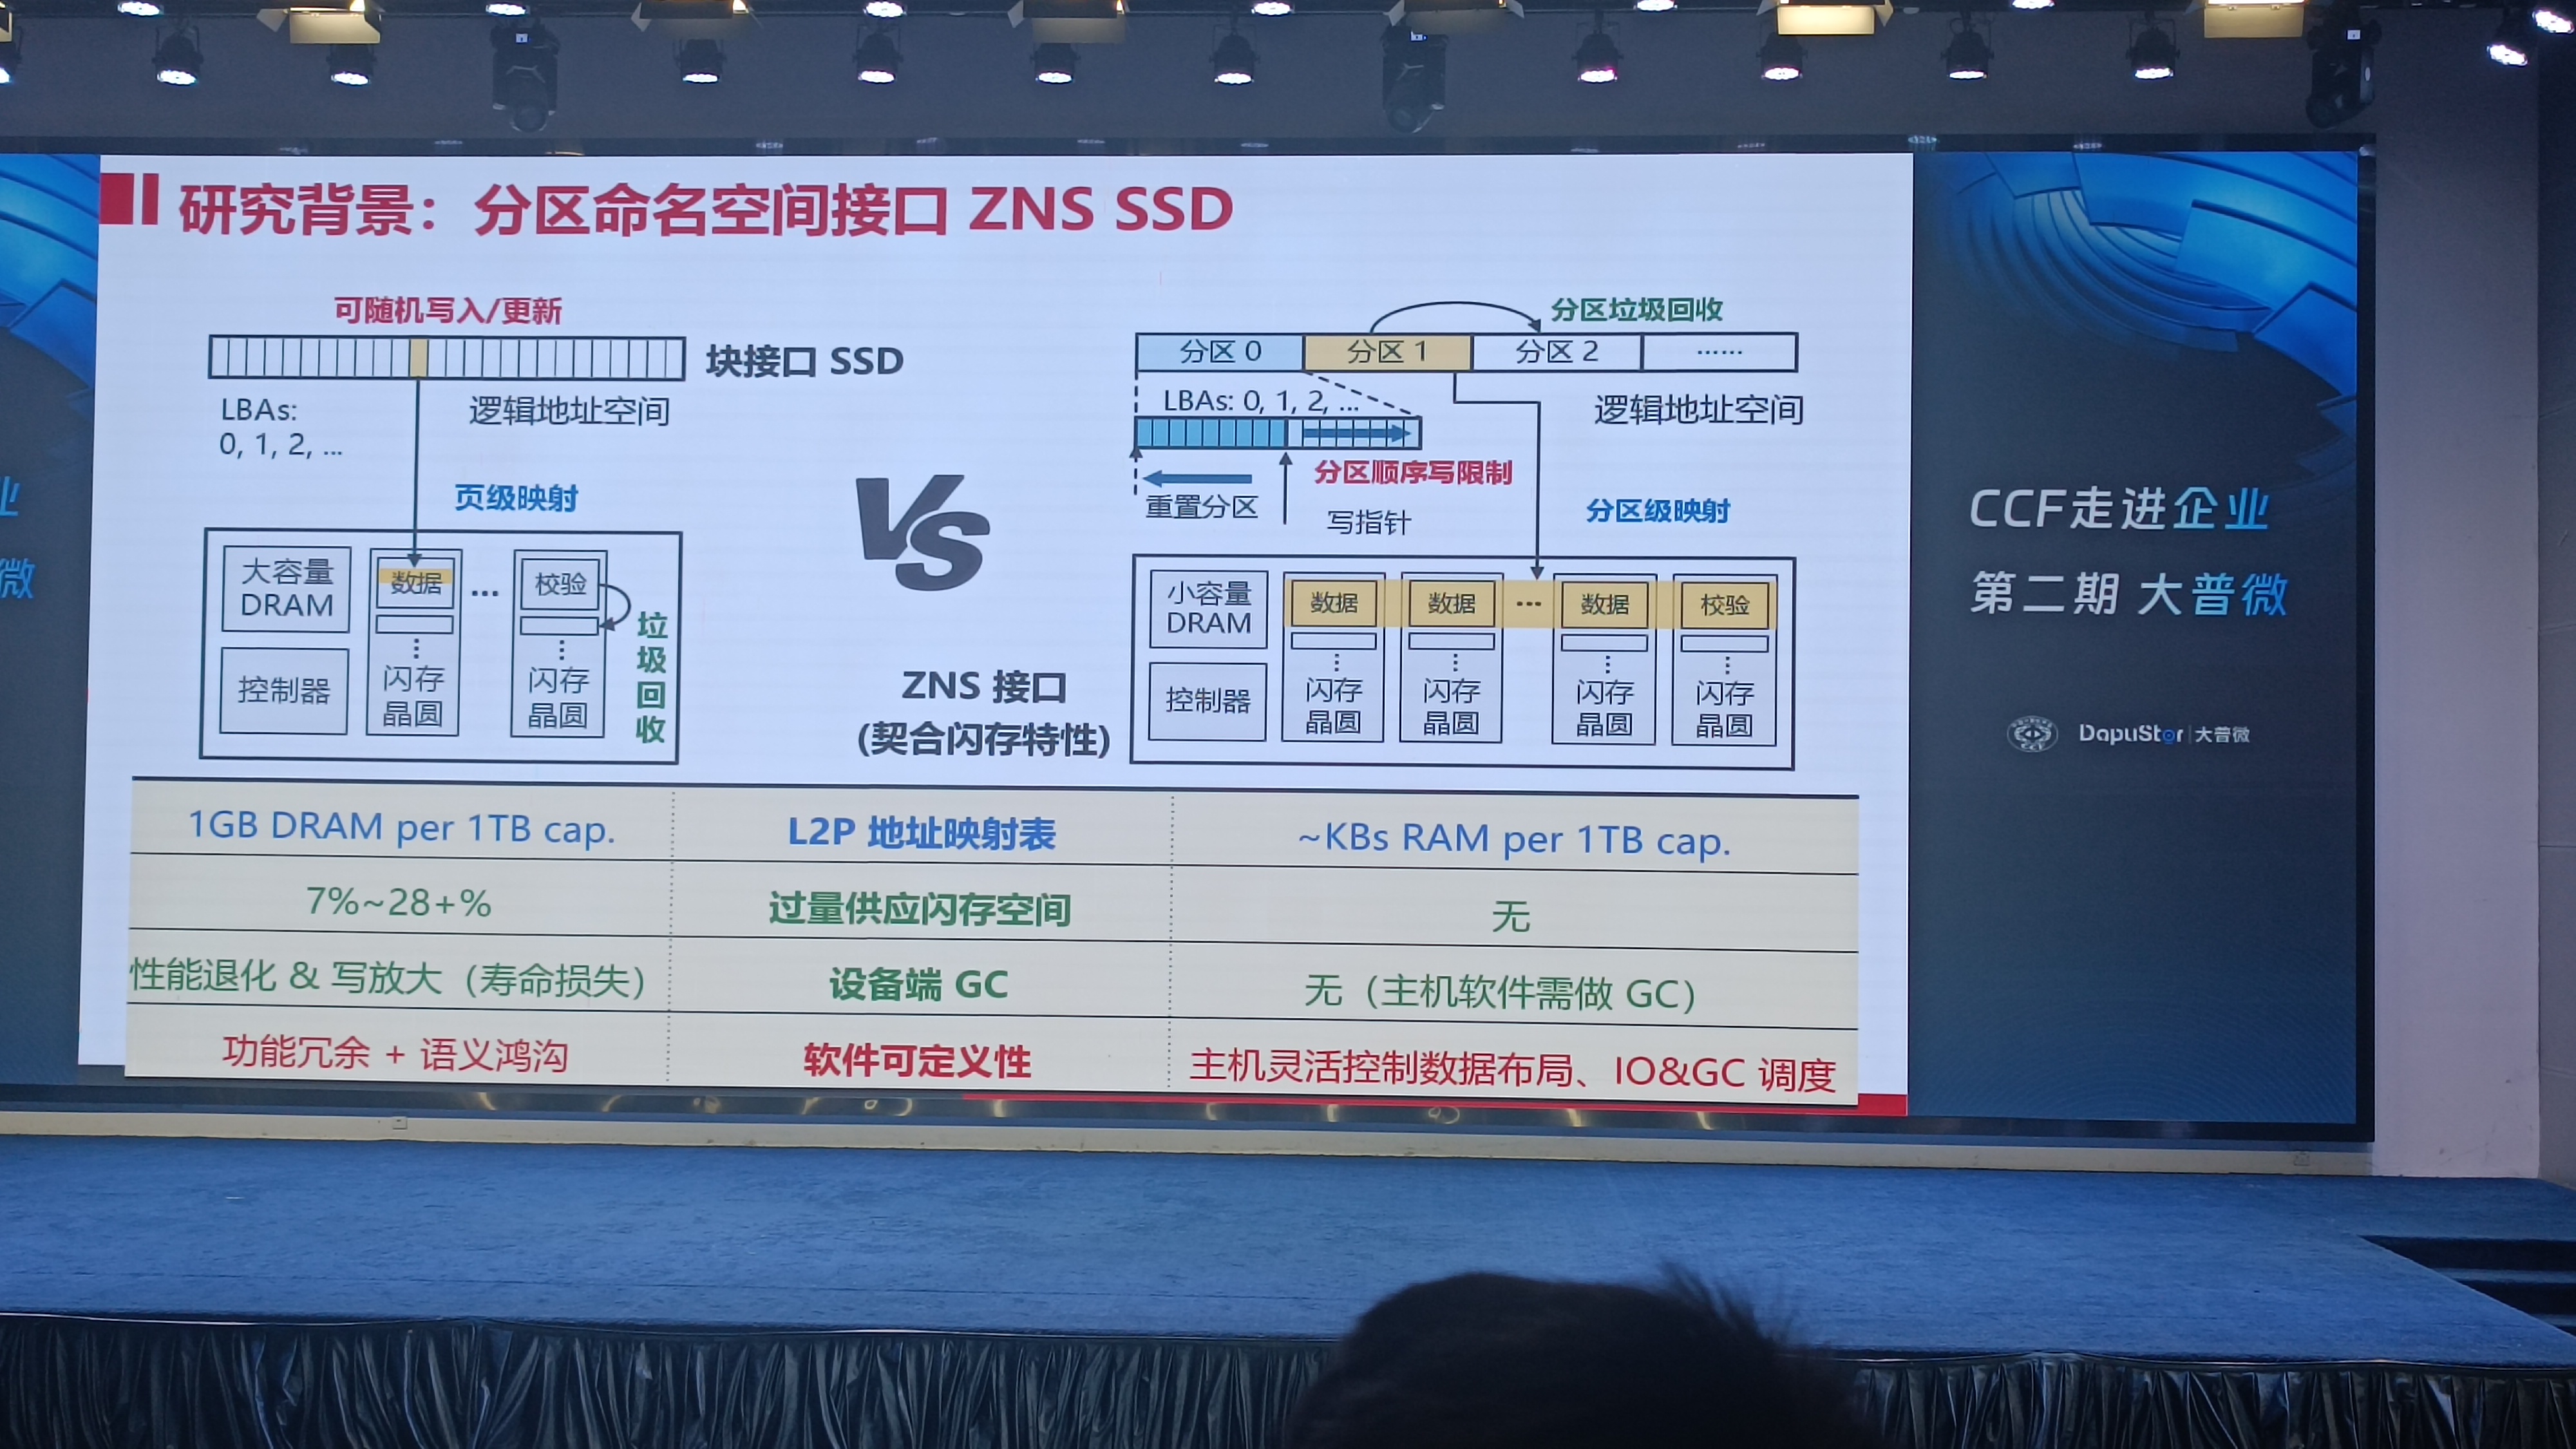 研究背景：分区命名空间接口 ZNS SSD
可随机写入/更新
块接口 SSD
LBAs:
0, 1, 2, ...
逻辑地址空间
页级映射
大容量
DRAM
控制器
数据
...
校验
闪存
晶圆
闪存
晶圆
垃圾回收
VS
ZNS 接口
(契合闪存特性)
分区垃圾回收
分区 0
分区 1
分区 2
......
LBAs: 0, 1, 2, ...
逻辑地址空间
分区顺序写限制
重置分区
写指针
分区级映射
小容量
DRAM
控制器
数据
数据
...
数据
校验
闪存
晶圆
闪存
晶圆
闪存
晶圆
闪存
晶圆
1GB DRAM per 1TB cap.
L2P 地址映射表
~KBs RAM per 1TB cap.
7%~28+%
过量供应闪存空间
无
性能退化 & 写放大（寿命损失）
设备端 GC
无（主机软件需做 GC）
功能冗余 + 语义鸿沟
软件可定义性
主机灵活控制数据布局、IO&GC 调度
业
微
CCF走进企业
第二期 大普微
CCF
DapuStor 大普微